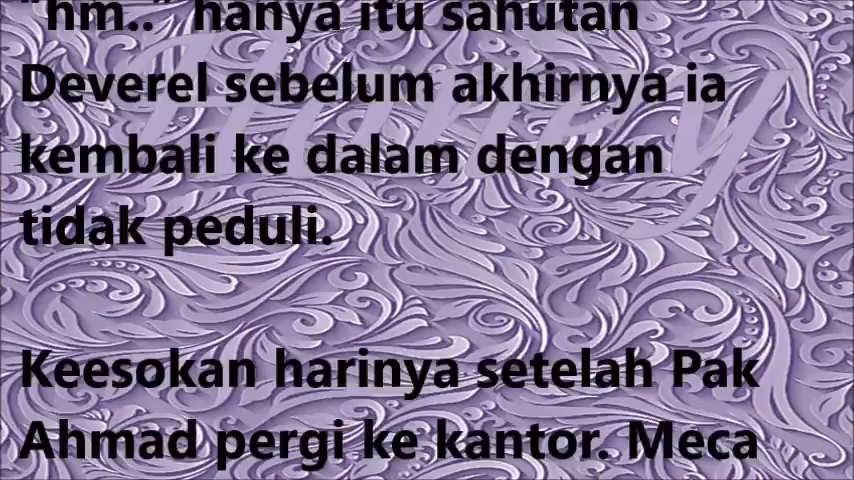 "hm.." hanya itu sahutan
Deverel sebelum akhirnya ia
kembali ke dalam dengan
tidak peduli.
Keesokan harinya setelah Pak
Ahmad pergi ke kantor. Meca